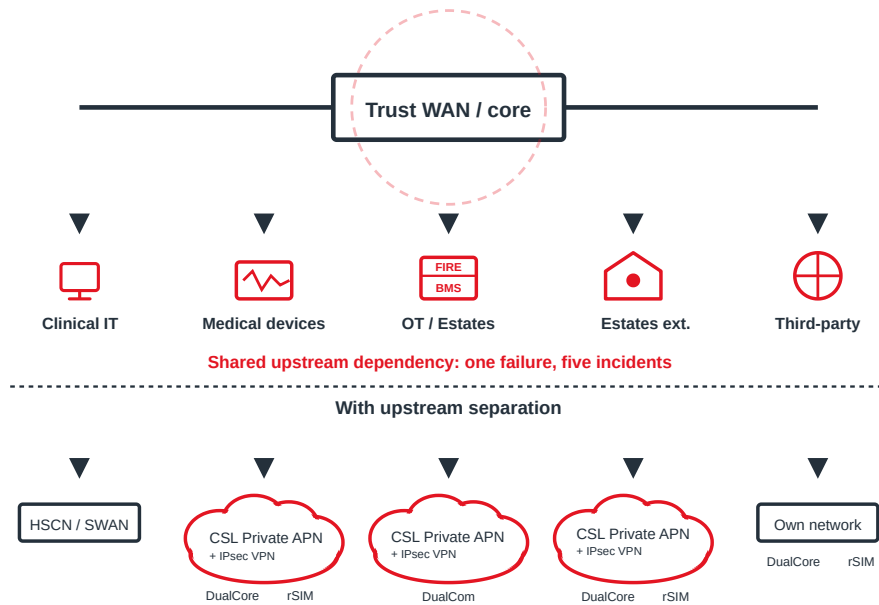 Trust WAN / core
FIRE
BMS
Clinical IT
Medical devices
OT / Estates
Estates ext.
Third-party
Shared upstream dependency: one failure, five incidents
With upstream separation
HSCN / SWAN
CSL Private APN
+ IPsec VPN
CSL Private APN
+ IPsec VPN
CSL Private APN
+ IPsec VPN
Own network
DualCore rSIM
DualCom
DualCore rSIM
DualCore rSIM